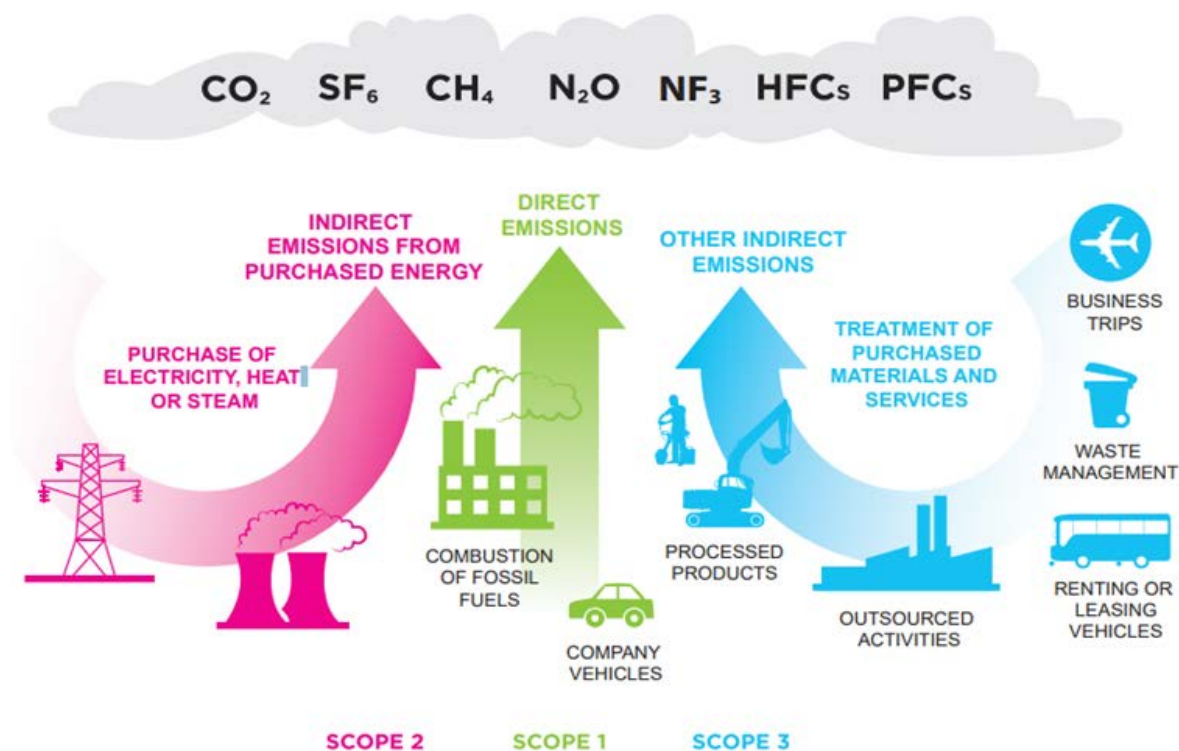 CO₂ SF₆ CH₄ N₂O NF₃ HFCs PFCs
INDIRECT
EMISSIONS FROM
PURCHASED ENERGY
DIRECT
EMISSIONS
OTHER INDIRECT
EMISSIONS
PURCHASE OF
ELECTRICITY, HEAT
OR STEAM
TREATMENT OF
PURCHASED
MATERIALS AND
SERVICES
BUSINESS
TRIPS
WASTE
MANAGEMENT
RENTING OR
LEASING
VEHICLES
COMBUSTION
OF FOSSIL
FUELS
COMPANY
VEHICLES
PROCESSED
PRODUCTS
OUTSOURCED
ACTIVITIES
SCOPE 2 SCOPE 1 SCOPE 3